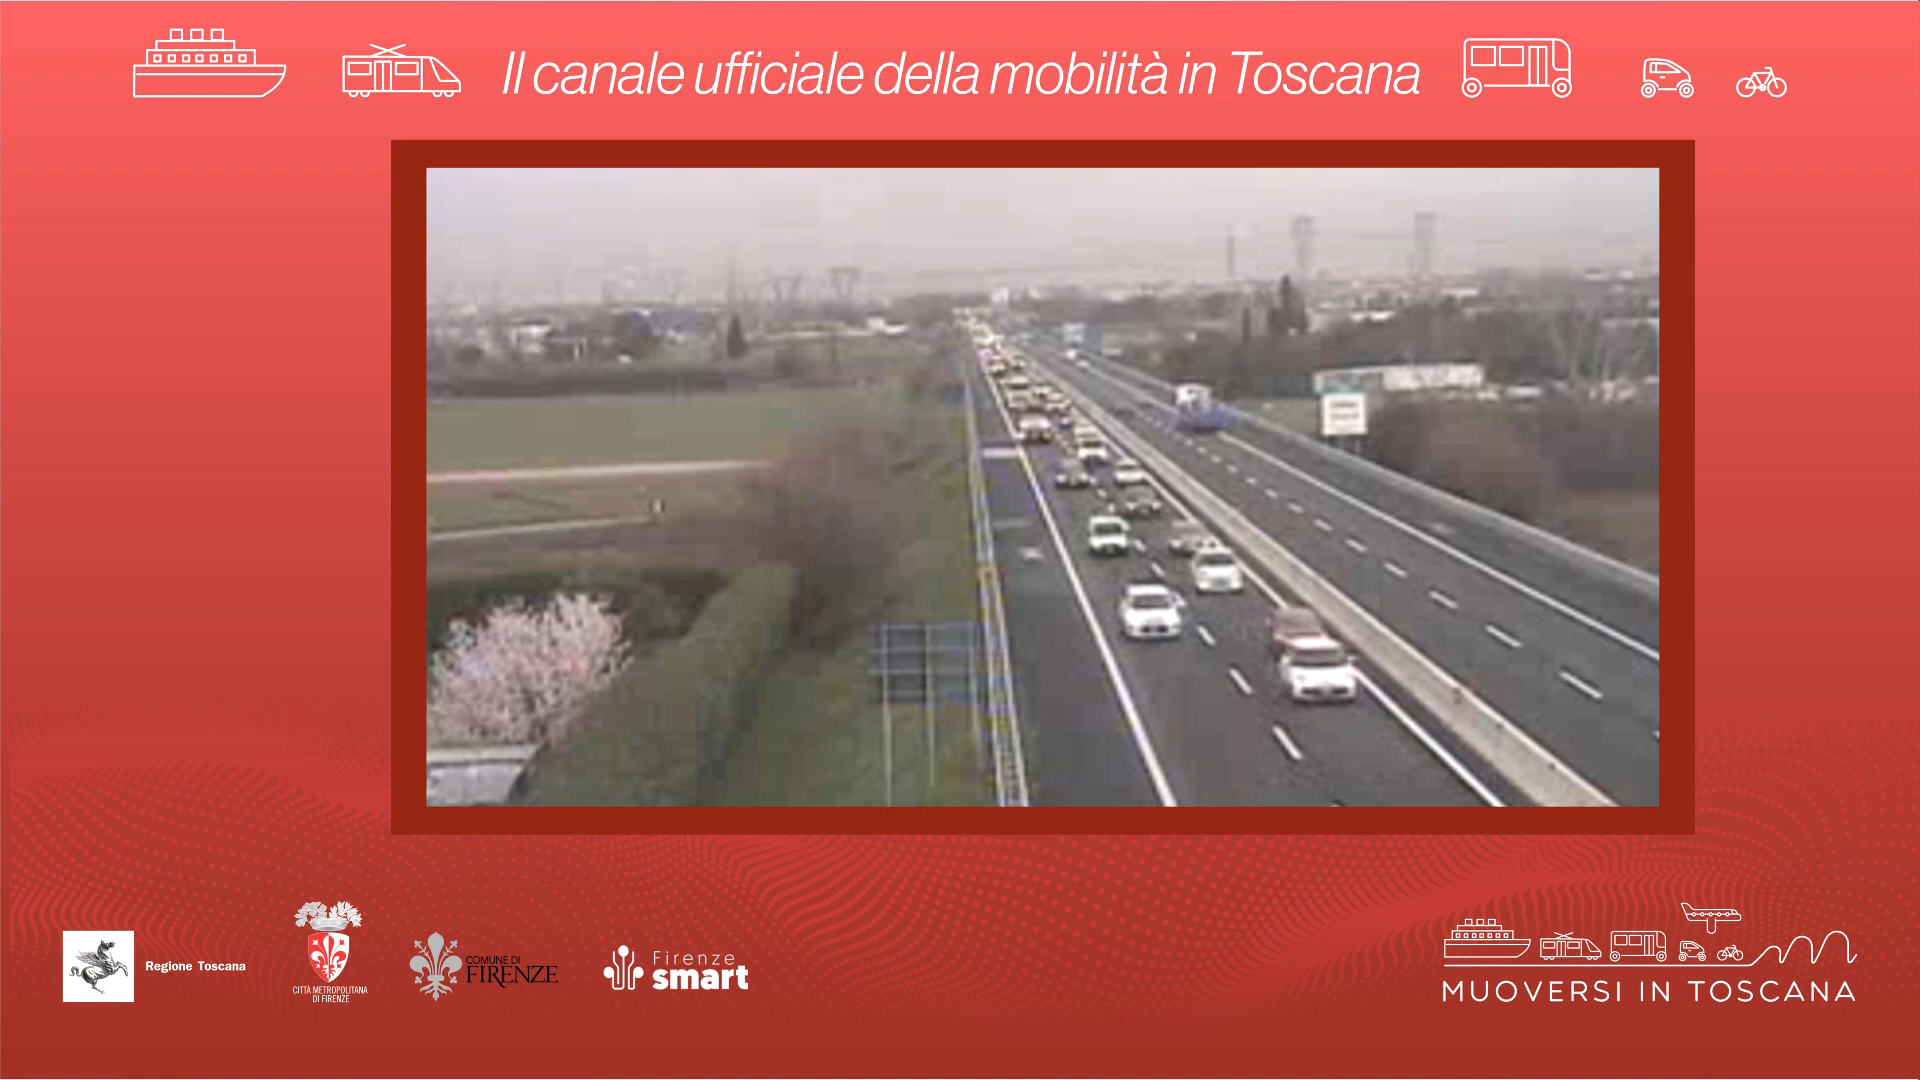 Il canale ufficiale della mobilità in Toscana
Regione Toscana
CITTÀ METROPOLITANA
DI FIRENZE
COMUNE DI
FIRENZE
Firenze
smart
MUOVERSI IN TOSCANA